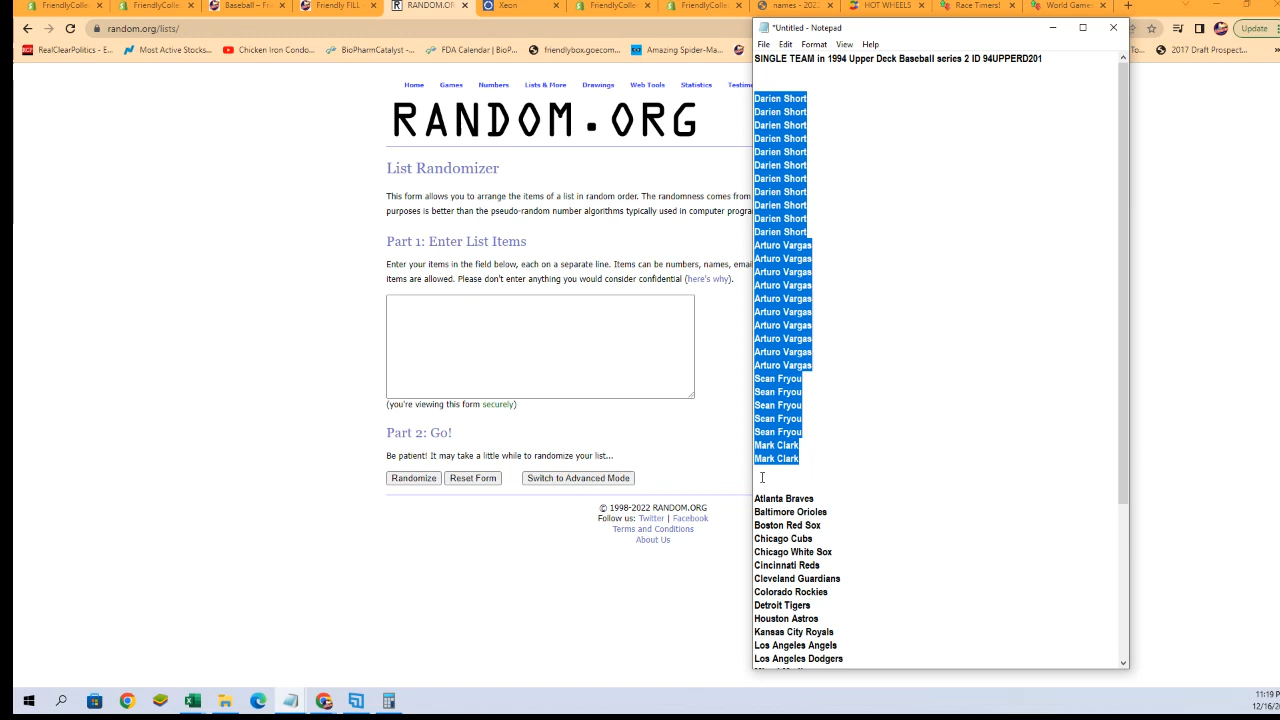 FriendlyCollec
FriendlyCollec
Baseball – Fri
Friendly FILL
RANDOM.OR
Xeon
FriendlyColle
FriendlyColle
names - 202
HOT WHEELS
Race Timers!
World Games
random.org/lists/
Update
RealClearPolitics - E...
Most Active Stocks...
Chicken Iron Condo...
BioPharmCatalyst -...
FDA Calendar | BioP...
friendlybox.goecom...
Amazing Spider-Ma...
2017 Draft Prospect...
*Untitled - Notepad
File Edit Format View Help
SINGLE TEAM in 1994 Upper Deck Baseball series 2 ID 94UPPERD201
Darien Short
Darien Short
Darien Short
Darien Short
Darien Short
Darien Short
Darien Short
Darien Short
Darien Short
Darien Short
Darien Short
Arturo Vargas
Arturo Vargas
Arturo Vargas
Arturo Vargas
Arturo Vargas
Arturo Vargas
Arturo Vargas
Arturo Vargas
Arturo Vargas
Arturo Vargas
Sean Fryou
Sean Fryou
Sean Fryou
Sean Fryou
Sean Fryou
Mark Clark
Mark Clark
Atlanta Braves
Baltimore Orioles
Boston Red Sox
Chicago Cubs
Chicago White Sox
Cincinnati Reds
Cleveland Guardians
Colorado Rockies
Detroit Tigers
Houston Astros
Kansas City Royals
Los Angeles Angels
Los Angeles Dodgers
Home Games Numbers Lists & More Drawings Web Tools Statistics Testim
RANDOM.ORG
List Randomizer
This form allows you to arrange the items of a list in random order. The randomness comes from
purposes is better than the pseudo-random number algorithms typically used in computer progra
Part 1: Enter List Items
Enter your items in the field below, each on a separate line. Items can be numbers, names, emai
items are allowed. Please don't enter anything you would consider confidential (here's why).
(you're viewing this form securely)
Part 2: Go!
Be patient! It may take a little while to randomize your list...
Randomize Reset Form Switch to Advanced Mode
© 1998-2022 RANDOM.ORG
Follow us: Twitter | Facebook
Terms and Conditions
About Us
11:19 PM
12/16/2